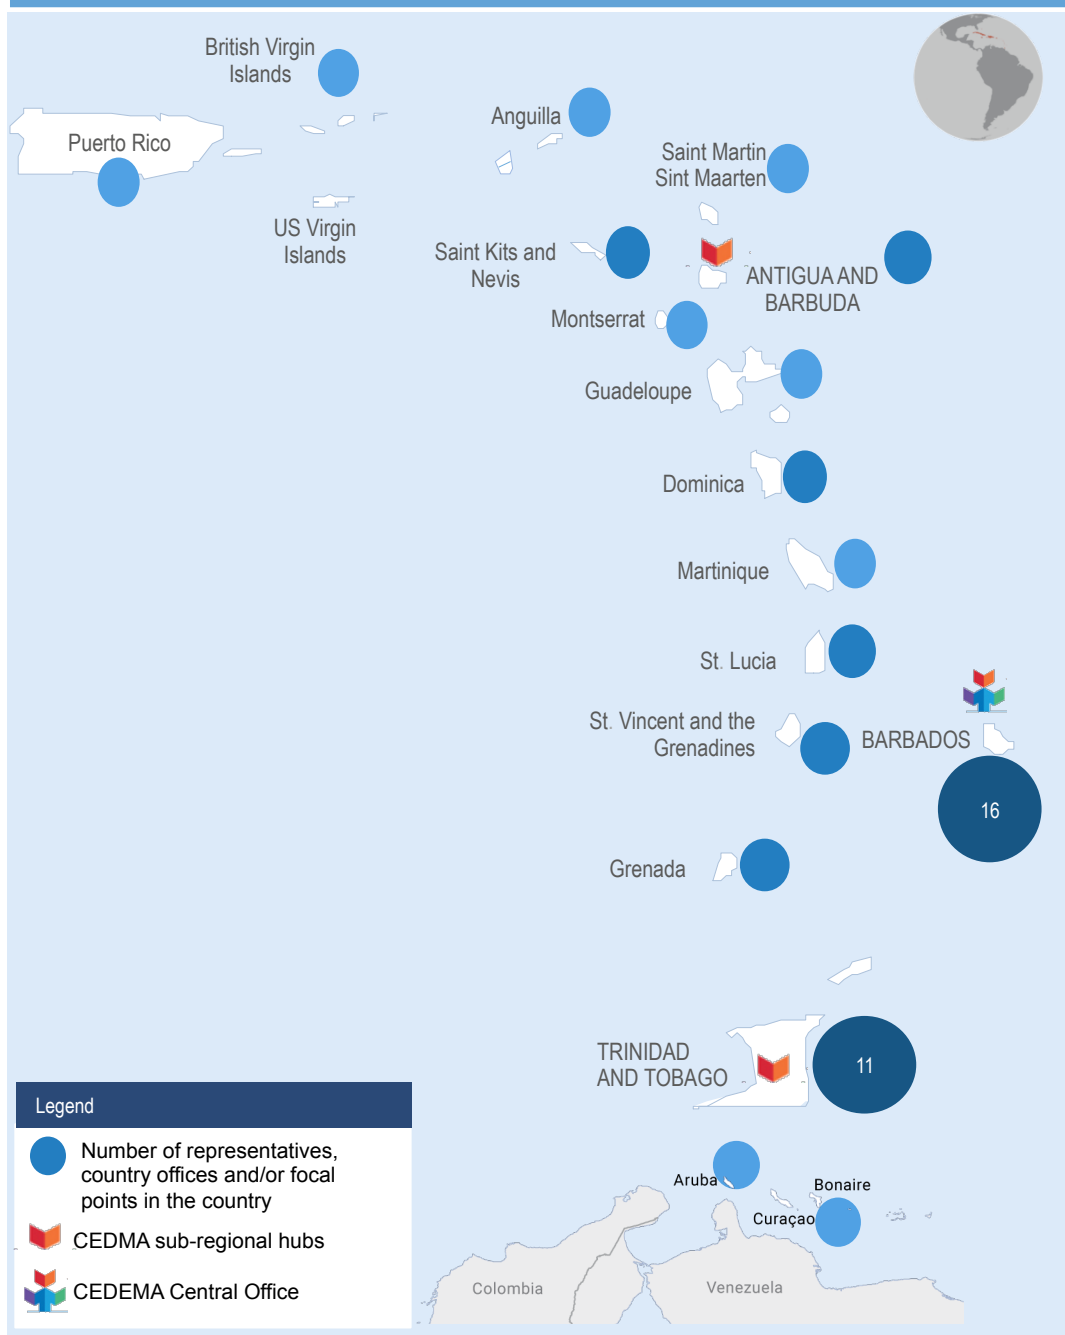 British Virgin
Islands
Anguilla
Puerto Rico
Saint Martin
Sint Maarten
US Virgin
Islands
Saint Kits and
Nevis
ANTIGUA AND
BARBUDA
Montserrat
Guadeloupe
Dominica
Martinique
St. Lucia
St. Vincent and the
Grenadines
BARBADOS
16
Grenada
TRINIDAD
AND TOBAGO
11
Legend
Number of representatives,
country offices and/or focal
points in the country
CEDMA sub-regional hubs
CEDEMA Central Office
Aruba
Bonaire
Curaçao
Colombia
Venezuela